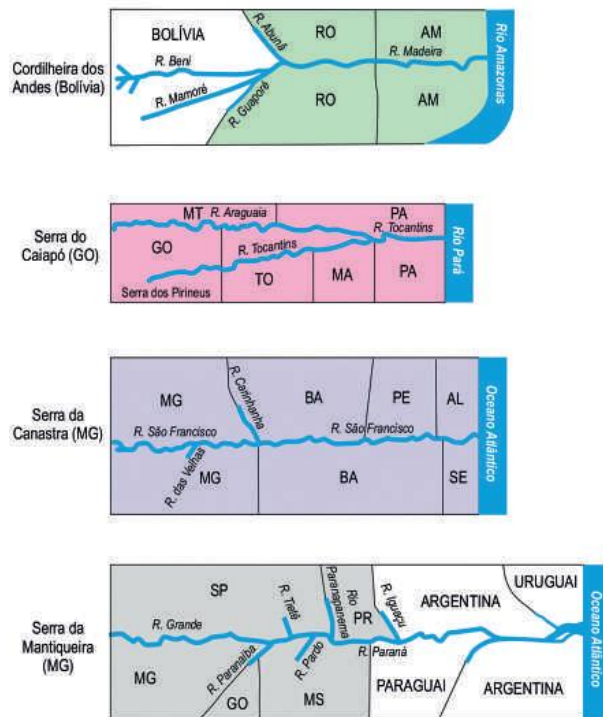 BOLÍVIA
R. Abunã
RO
AM
Rio Amazonas
Cordilheira dos
Andes (Bolívia)
R. Beni
R. Madeira
R. Mamoré
R. Guaporé
RO
AM
MT
R. Araguaia
PA
R. Tocantins
Serra do
Caiapó (GO)
GO
R. Tocantins
Rio Pará
Serra dos Pirineus
TO
MA
PA
MG
R. Carinhanha
BA
PE
AL
Oceano Atlântico
Serra da
Canastra (MG)
R. São Francisco
R. São Francisco
R. das Velhas
MG
BA
SE
SP
R. Tietê
Rio
Paranapanema
PR
R. Iguaçu
ARGENTINA
URUGUAI
Oceano Atlântico
Serra da
Mantiqueira
(MG)
R. Grande
R. Paranaíba
R. Pardo
R. Paraná
MG
GO
MS
PARAGUAI
ARGENTINA